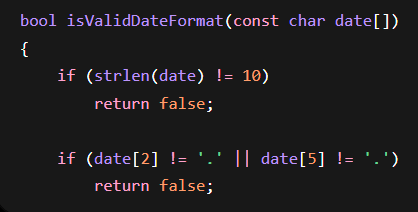 bool isValidDateFormat(const char date[])
{
    if (strlen(date) != 10)
        return false;

    if (date[2] != '.' || date[5] != '.')
        return false;